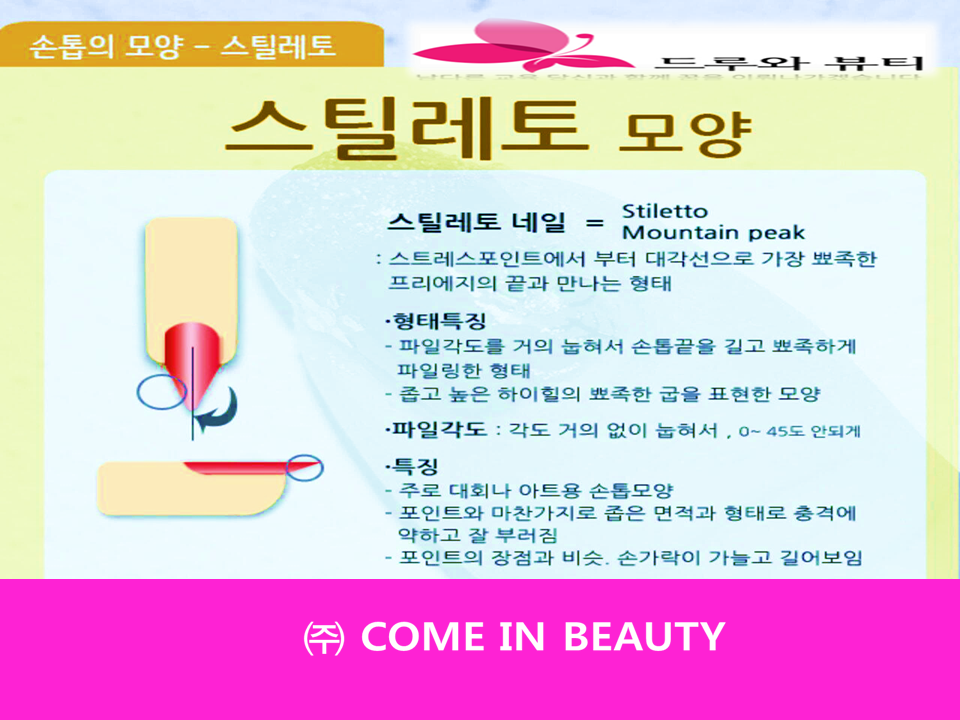 손톱의 모양 - 스틸레토
드루와 뷰터
스틸레토 모양
스틸레토 네일 = Stiletto
Mountain peak
: 스트레스포인트에서 부터 대각선으로 가장 뾰족한
프리에지의 끝과 만나는 형태
·형태특징
- 파일각도를 거의 눕혀서 손톱끝을 길고 뾰족하게
파일링한 형태
- 좁고 높은 하이힐의 뾰족한 굽을 표현한 모양
·파일각도 : 각도 거의 없이 눕혀서 , 0~ 45도 안되게
·특징
- 주로 대회나 아트용 손톱모양
- 포인트와 마찬가지로 좁은 면적과 형태로 충격에
약하고 잘 부러짐
- 포인트의 장점과 비슷. 손가락이 가늘고 길어보임
㈜ COME IN BEAUTY